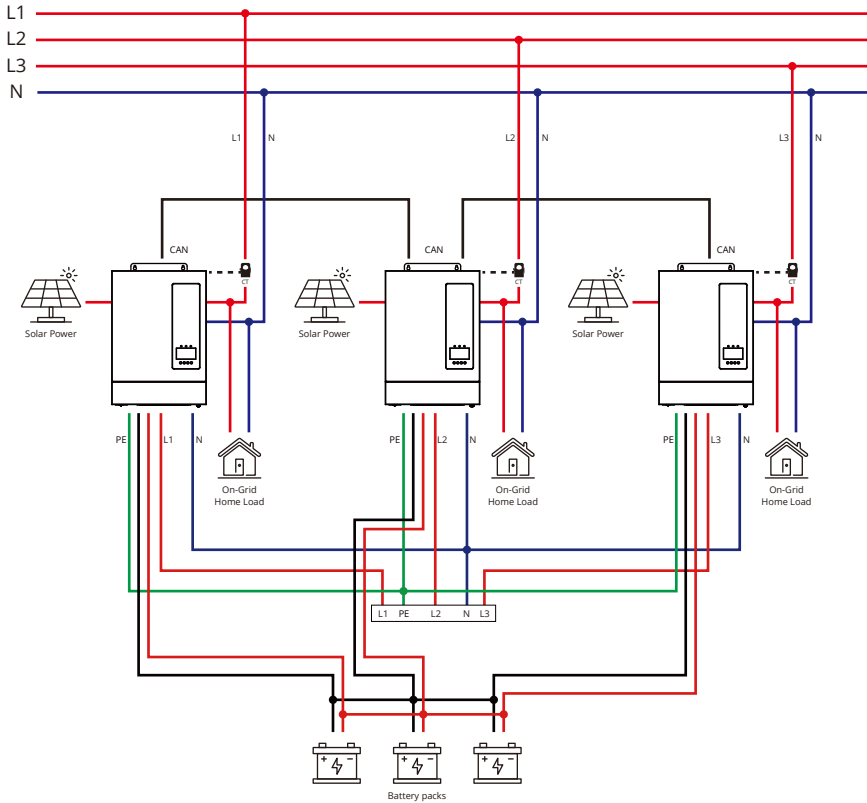 L1
L2
L3
N
L1
N
L2
N
L3
N
CAN
CAN
CAN
CT
CT
CT
Solar Power
Solar Power
Solar Power
PE
L1
N
PE
L2
N
PE
L3
N
On-Grid
Home Load
On-Grid
Home Load
On-Grid
Home Load
L1 PE L2 N L3
+ −
+ −
+ −
Battery packs